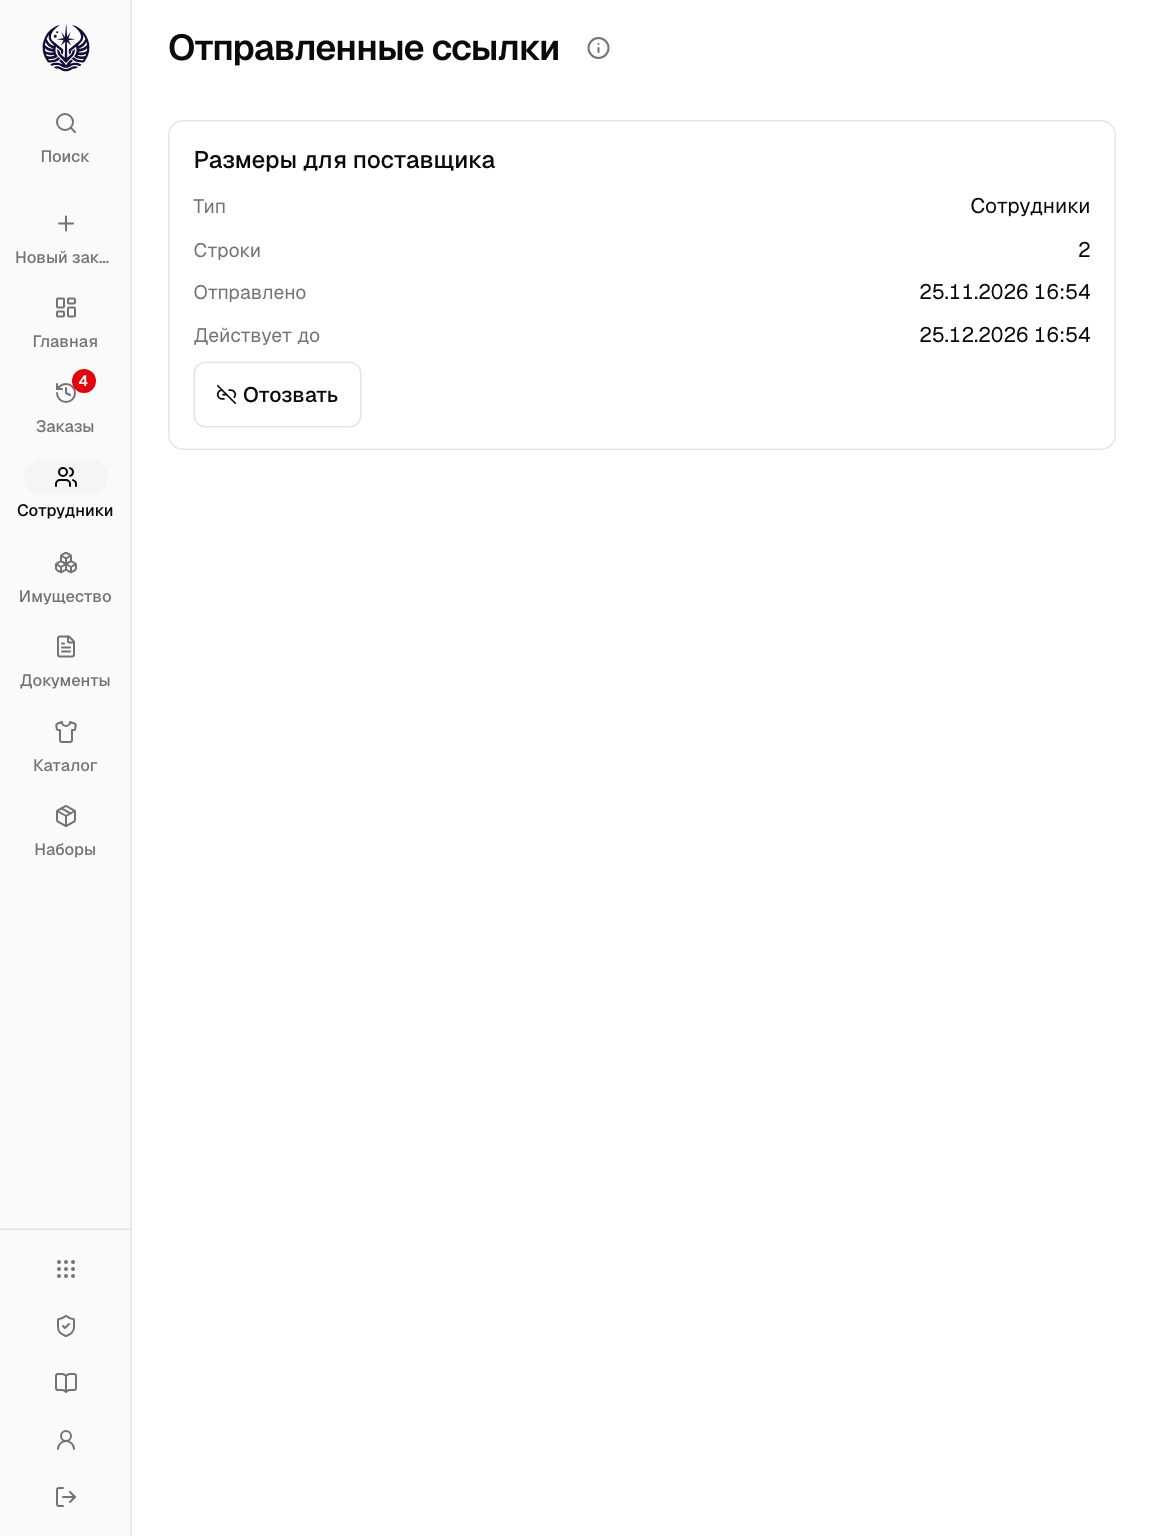 Отправленные ссылки
Поиск
Новый зак...
Главная
4
Заказы
Сотрудники
Имущество
Документы
Каталог
Наборы
Размеры для поставщика
Тип Сотрудники
Строки 2
Отправлено 25.11.2026 16:54
Действует до 25.12.2026 16:54
Отозвать